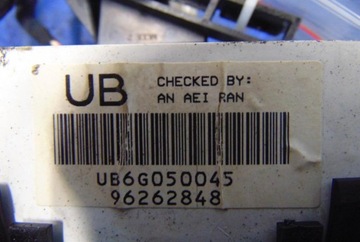 UB
CHECKED BY:
AN AEI RAN
UB6G050045
96262848